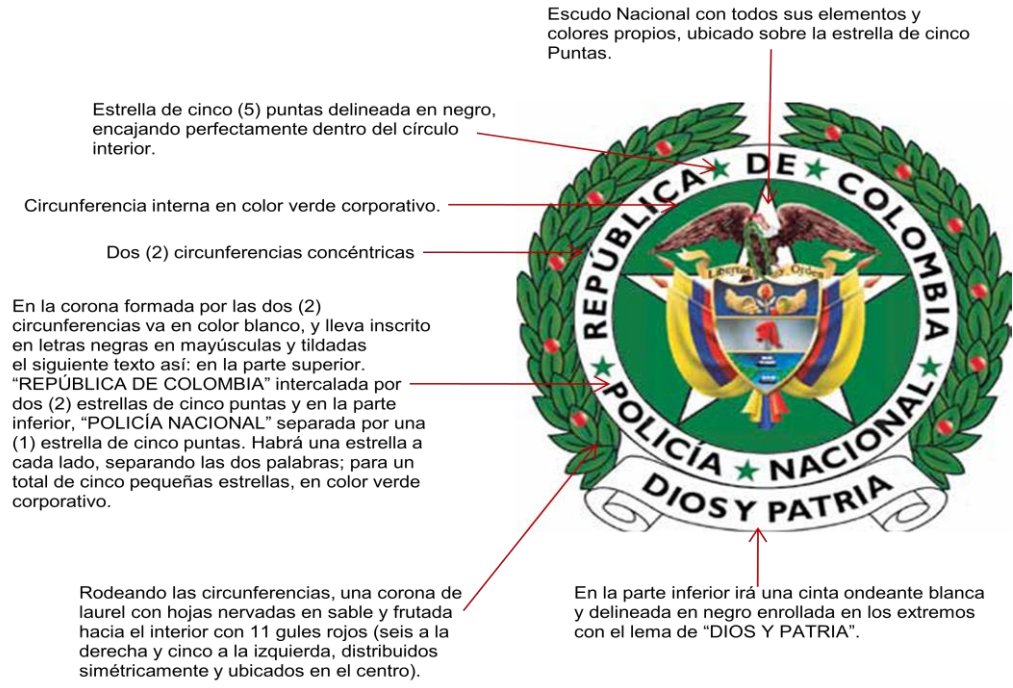 Escudo Nacional con todos sus elementos y
colores propios, ubicado sobre la estrella de cinco
Puntas.
Estrella de cinco (5) puntas delineada en negro,
encajando perfectamente dentro del círculo
interior.
Circunferencia interna en color verde corporativo.
Dos (2) circunferencias concéntricas
En la corona formada por las dos (2)
circunferencias va en color blanco, y lleva inscrito
en letras negras en mayúsculas y tildadas
el siguiente texto así: en la parte superior.
“REPÚBLICA DE COLOMBIA” intercalada por
dos (2) estrellas de cinco puntas y en la parte
inferior, “POLICÍA NACIONAL” separada por una
(1) estrella de cinco puntas. Habrá una estrella a
cada lado, separando las dos palabras; para un
total de cinco pequeñas estrellas, en color verde
corporativo.
Rodeando las circunferencias, una corona de
laurel con hojas nervadas en sable y frutada
hacia el interior con 11 gules rojos (seis a la
derecha y cinco a la izquierda, distribuidos
simétricamente y ubicados en el centro).
REPÚBLICA DE COLOMBIA
Libertad y Orden
POLICÍA NACIONAL
DIOS Y PATRIA
En la parte inferior irá una cinta ondeante blanca
y delineada en negro enrollada en los extremos
con el lema de “DIOS Y PATRIA”.